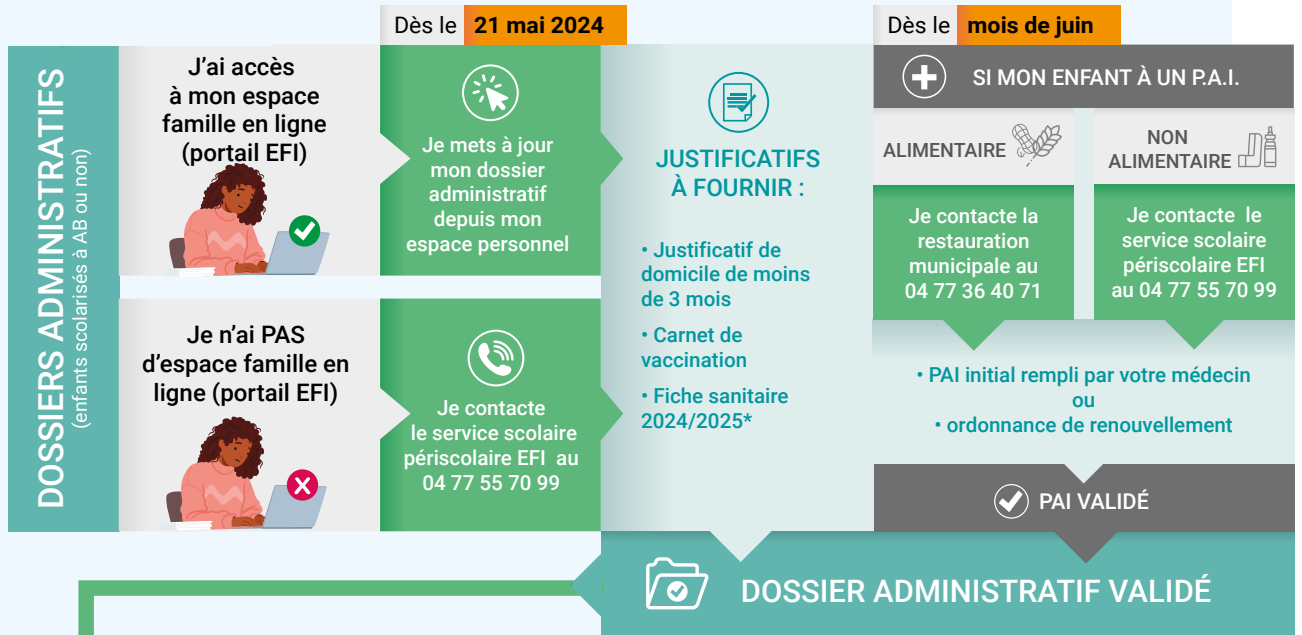 Dès le 21 mai 2024
Dès le mois de juin
DOSSIERS ADMINISTRATIFS
(enfants scolarisés à AB ou non)
J'ai accès
à mon espace
famille en ligne
(portail EFI)
Je mets à jour
mon dossier
administratif
depuis mon
espace personnel
Je n'ai PAS
d'espace famille en
ligne (portail EFI)
Je contacte
le service scolaire
périscolaire EFI au
04 77 55 70 99
JUSTIFICATIFS
À FOURNIR :
• Justificatif de
domicile de moins
de 3 mois
• Carnet de
vaccination
• Fiche sanitaire
2024/2025*
SI MON ENFANT À UN P.A.I.
ALIMENTAIRE
Je contacte la
restauration
municipale au
04 77 36 40 71
NON
ALIMENTAIRE
Je contacte le
service scolaire
périscolaire EFI
au 04 77 55 70 99
• PAI initial rempli par votre médecin
ou
• ordonnance de renouvellement
PAI VALIDÉ
DOSSIER ADMINISTRATIF VALIDÉ